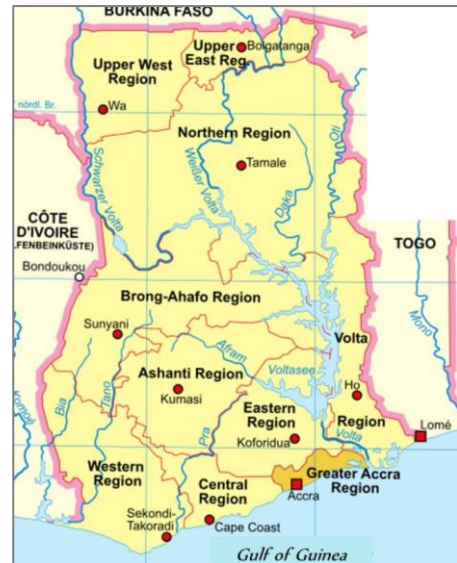 BURKINA FASO
Upper
East Reg.
Bolgatanga
Upper West
Region
Wa
nördl. Br.
Northern Region
Schwarzer Volta
Weißer Volta
Oti
Tamale
Daka
CÔTE
D'IVOIRE
(ELFENBEINKÜSTE)
Bondoukou
TOGO
Mono
Brong-Ahafo Region
Sunyani
Volta
Region
Afram
Voltasee
Ashanti Region
Kumasi
Ho
Bia
Tano
Komoé
Pra
Eastern
Region
Koforidua
Volta
Lomé
Western
Region
Central
Region
Greater Accra
Region
Accra
Sekondi-
Takoradi
Cape Coast
Gulf of Guinea